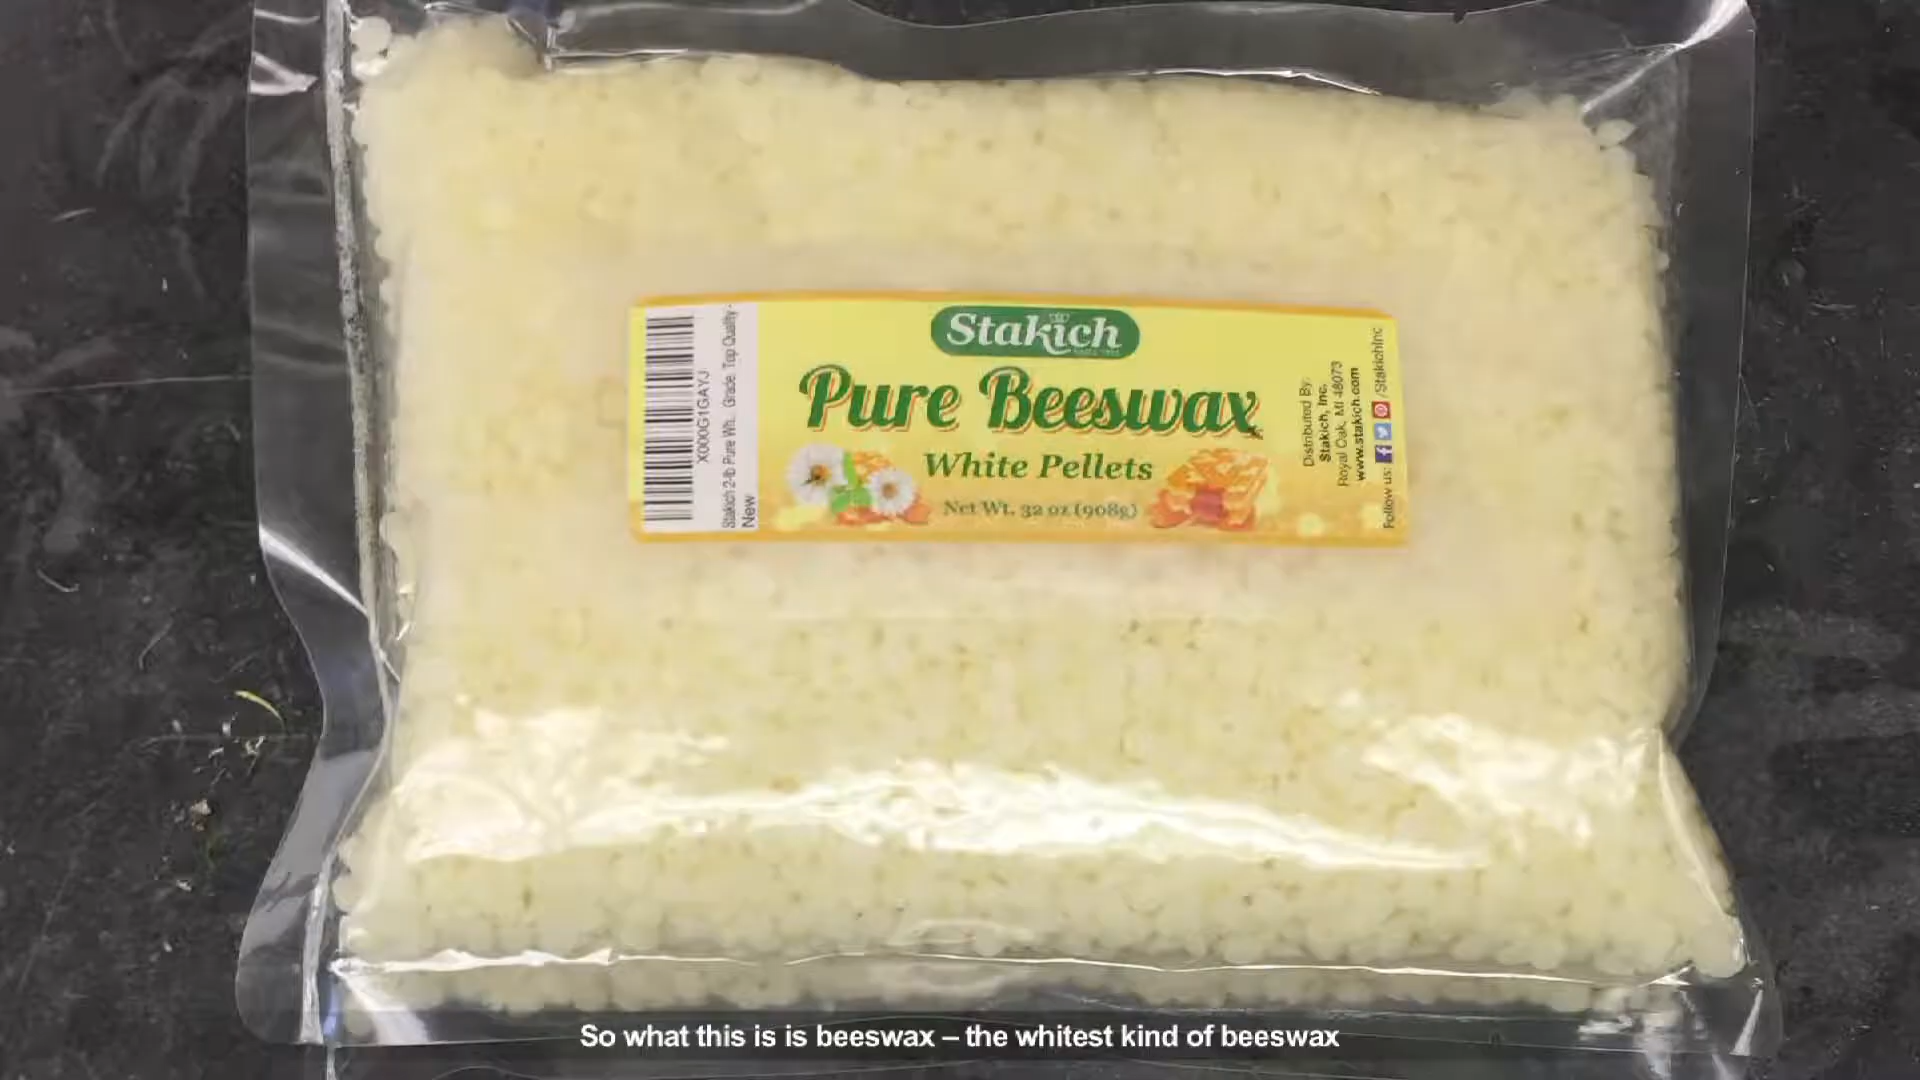 Stakich
Pure Beeswax
White Pellets
Net Wt. 32 oz (908g)
X000G1GAYJ
Stakich 2-lb Pure Wh... Grade, Top Quality -
New
Distributed By:
Stakich, Inc.
Royal Oak, MI 48073
www.stakich.com
Follow us: /StakichInc
So what this is is beeswax – the whitest kind of beeswax